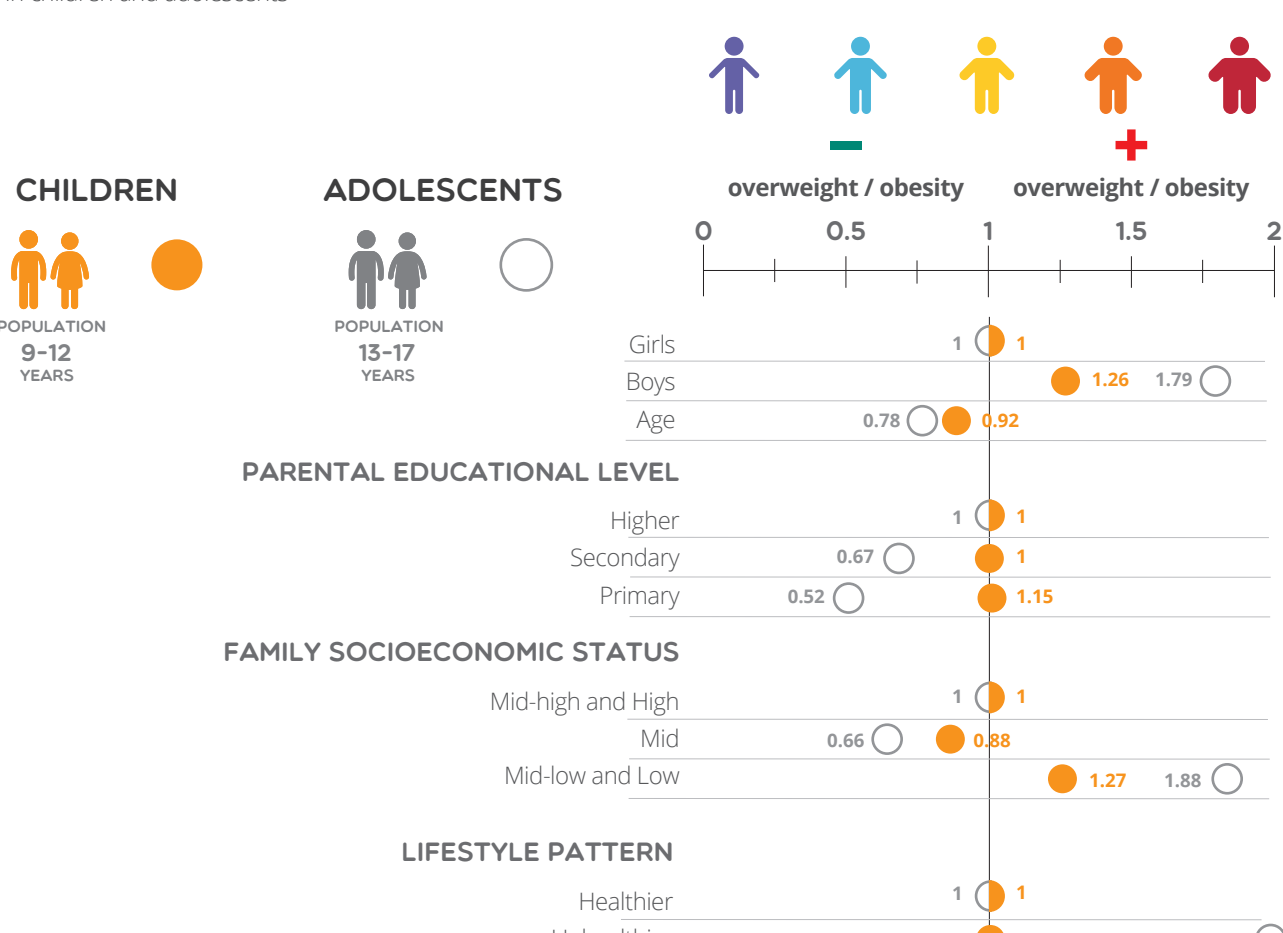 in children and adolescents
overweight / obesity overweight / obesity
0 0.5 1 1.5 2
CHILDREN
POPULATION
9-12
YEARS
ADOLESCENTS
POPULATION
13-17
YEARS
Girls 1 1
Boys 1.26 1.79
Age 0.78 0.92
PARENTAL EDUCATIONAL LEVEL
Higher 1 1
Secondary 0.67 1
Primary 0.52 1.15
FAMILY SOCIOECONOMIC STATUS
Mid-high and High 1 1
Mid 0.66 0.88
Mid-low and Low 1.27 1.88
LIFESTYLE PATTERN
Healthier 1 1